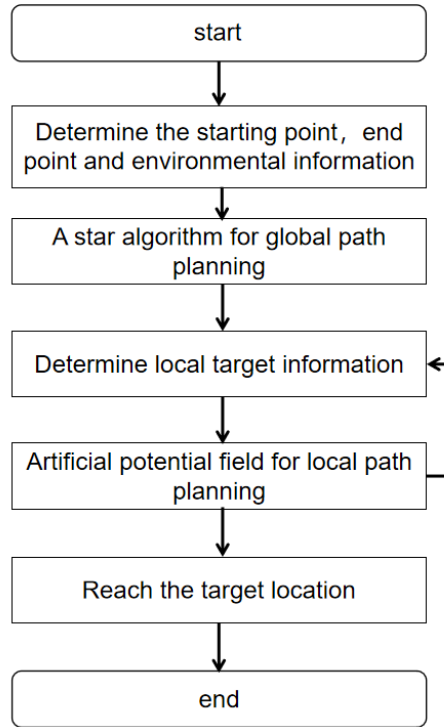 start
Determine the starting point，end
point and environmental information
A star algorithm for global path
planning
Determine local target information
Artificial potential field for local path
planning
Reach the target location
end